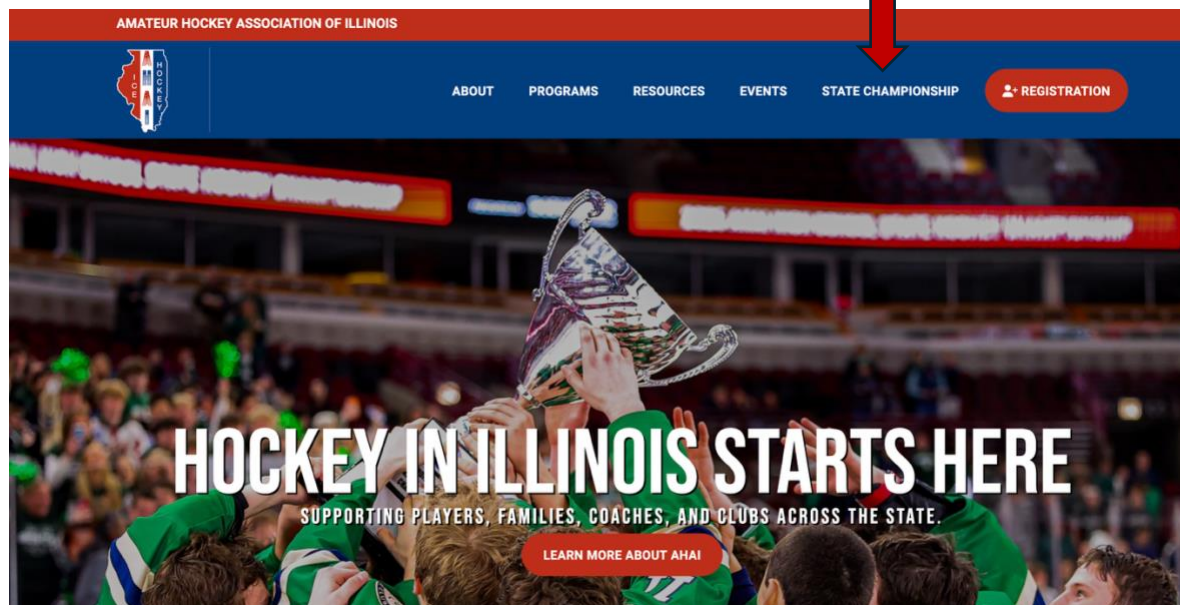 AMATEUR HOCKEY ASSOCIATION OF ILLINOIS
ICE
AMAI
HOCKEY
ABOUT PROGRAMS RESOURCES EVENTS STATE CHAMPIONSHIP REGISTRATION
HOCKEY IN ILLINOIS STARTS HERE
SUPPORTING PLAYERS, FAMILIES, COACHES, AND CLUBS ACROSS THE STATE.
LEARN MORE ABOUT AHAI